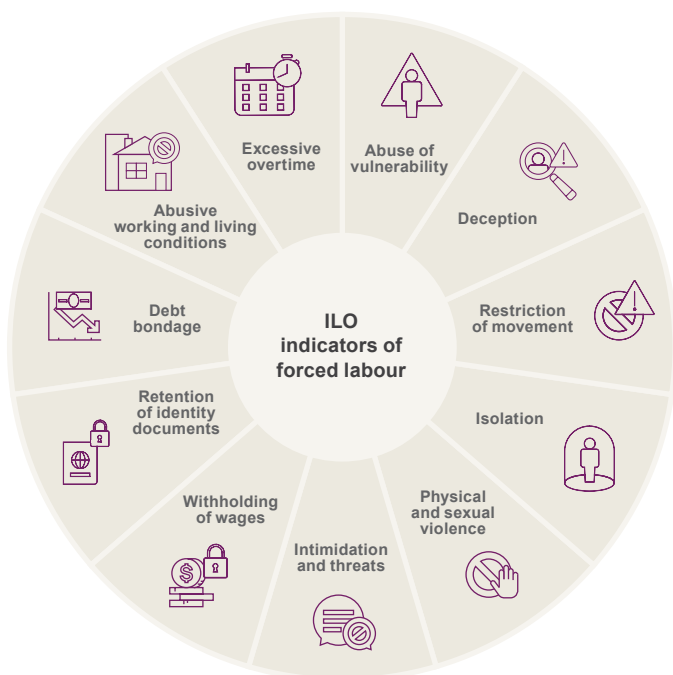 ILO
indicators of
forced labour
Abuse of
vulnerability
Deception
Restriction
of movement
Isolation
Physical
and sexual
violence
Intimidation
and threats
Withholding
of wages
$
Retention
of identity
documents
Debt
bondage
Abusive
working and living
conditions
Excessive
overtime